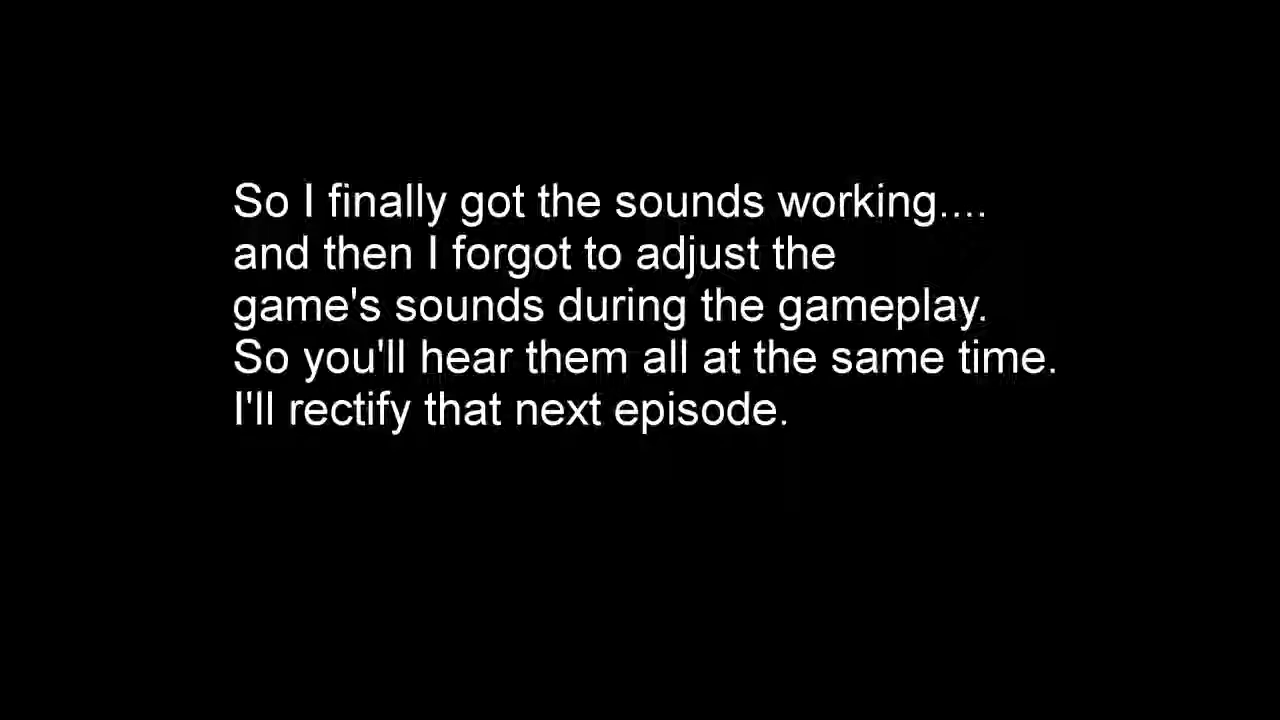 So I finally got the sounds working....
and then I forgot to adjust the
game's sounds during the gameplay.
So you'll hear them all at the same time.
I'll rectify that next episode.